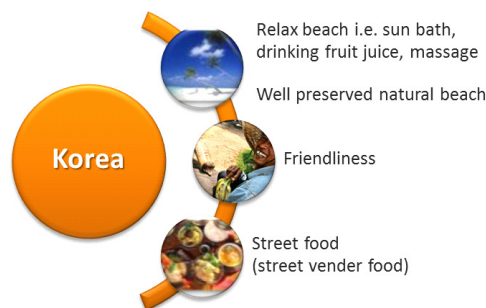 Relax beach i.e. sun bath,
drinking fruit juice, massage
Well preserved natural beach
Korea
Friendliness
Street food
(street vender food)